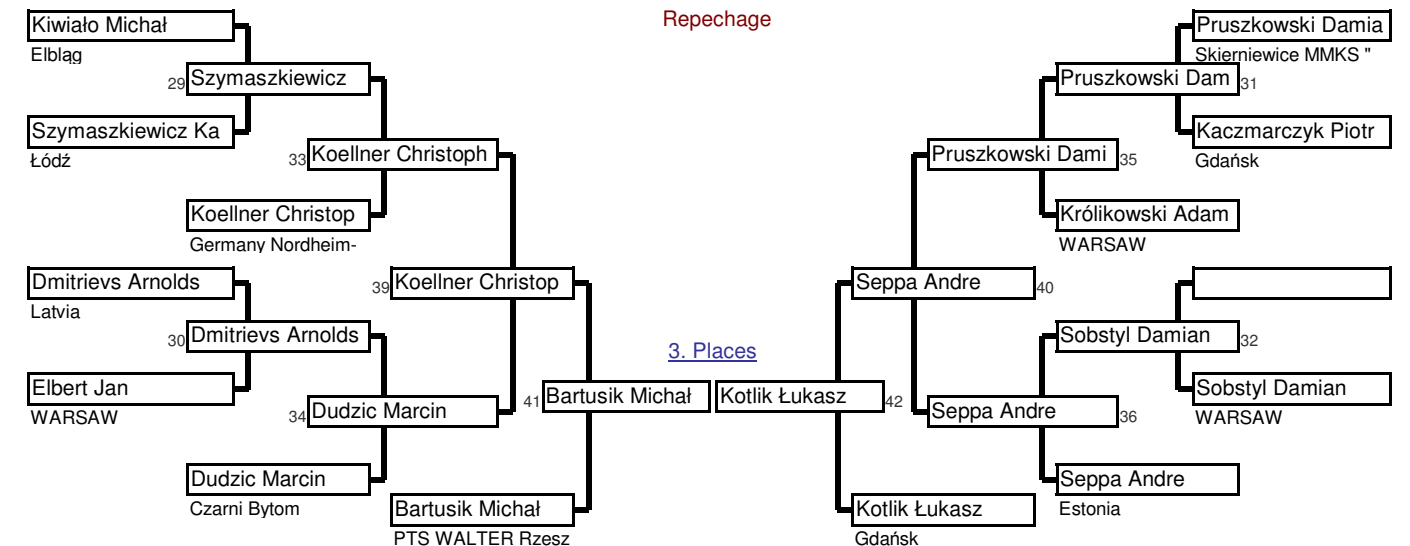 Repechage
Kiwiało Michał
Elbląg
29 Szymaszkiewicz
Szymaszkiewicz Ka
Łódź
33 Koellner Christoph
Koellner Christop
Germany Nordheim-
Dmitrievs Arnolds
Latvia
39 Koellner Christop
30 Dmitrievs Arnolds
Elbert Jan
WARSAW
34 Dudzic Marcin
Dudzic Marcin
Czarni Bytom
41 Bartusik Michał
Bartusik Michał
PTS WALTER Rzesz
3. Places
Pruszkowski Damia
Skierniewice MMKS "
Pruszkowski Dam 31
Kaczmarczyk Piotr
Gdańsk
Pruszkowski Dami 35
Królikowski Adam
WARSAW
Seppa Andre 40
Sobstyl Damian 32
Sobstyl Damian
WARSAW
Kotlik Łukasz 42
Seppa Andre 36
Seppa Andre
Estonia
Kotlik Łukasz
Gdańsk